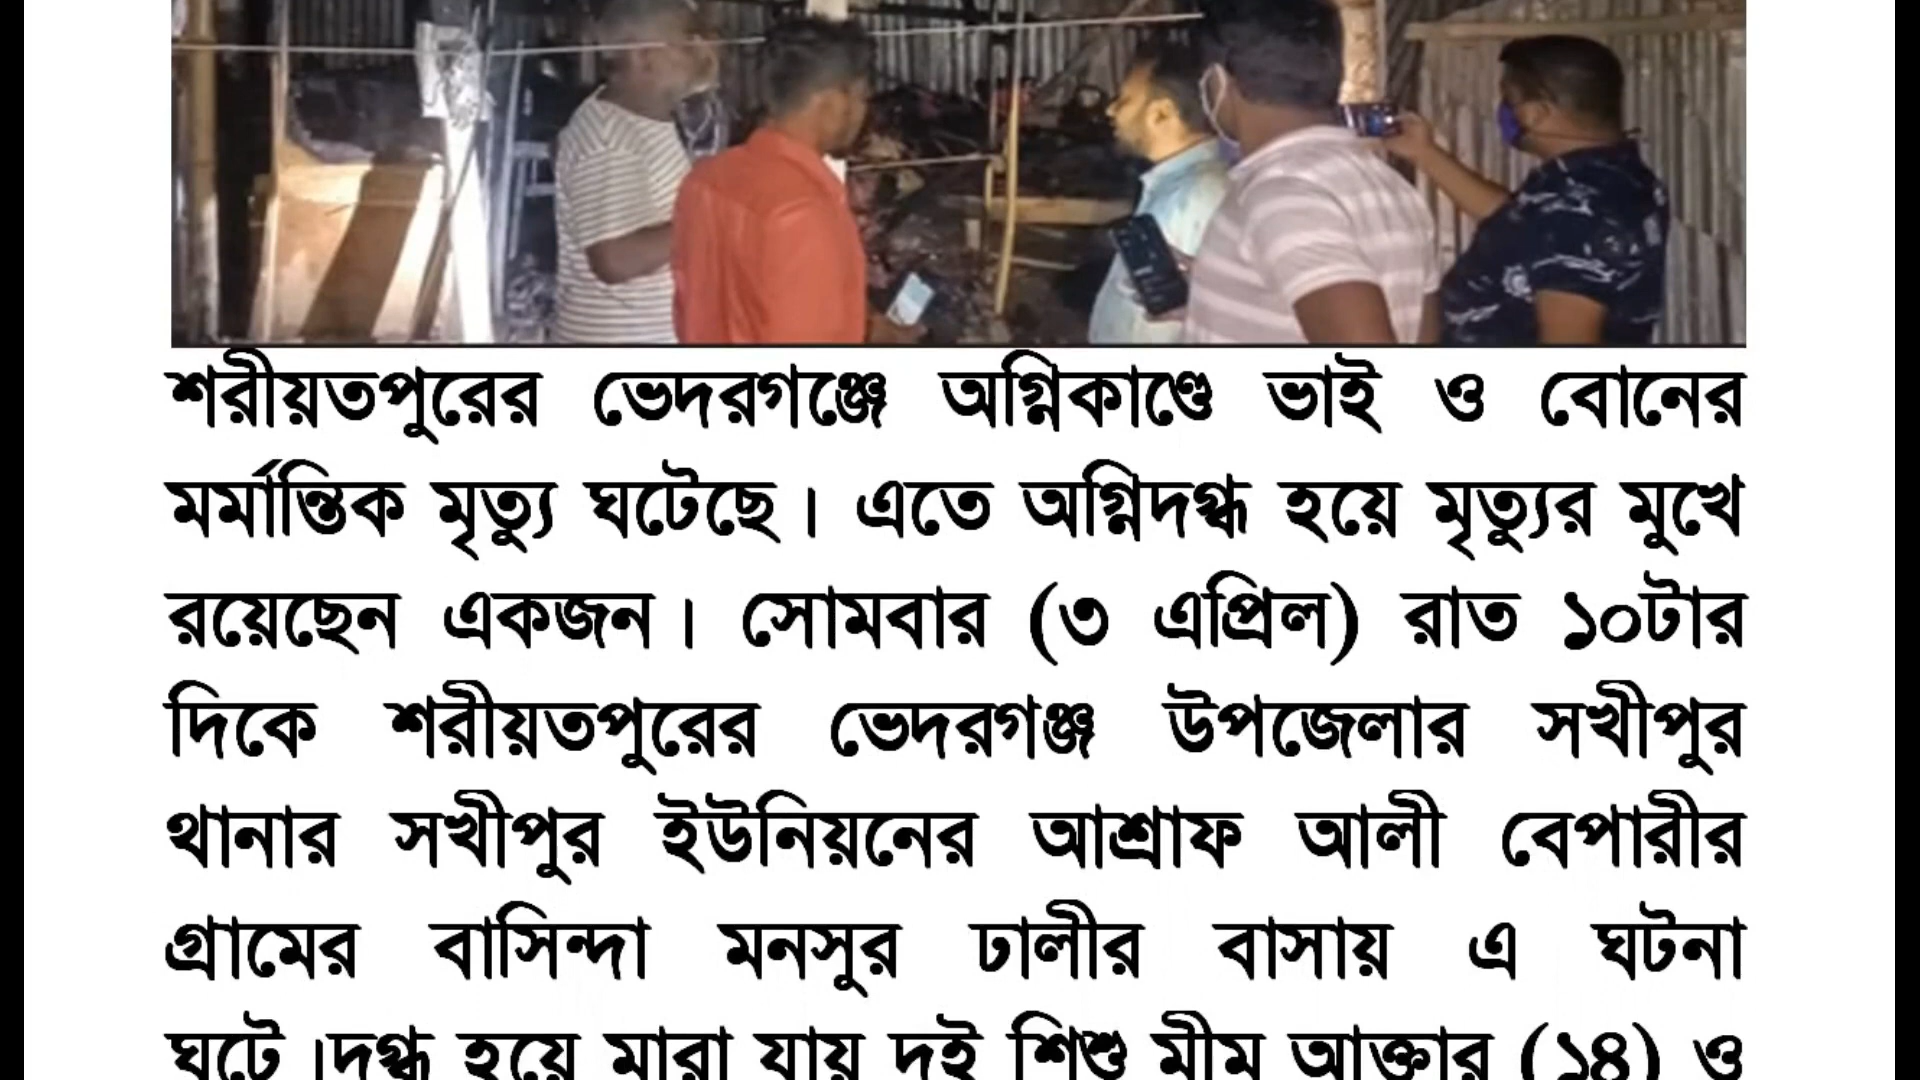 শরীয়তপুরের ভেদরগঞ্জে অগ্নিকাণ্ডে ভাই ও বোনের
মর্মান্তিক মৃত্যু ঘটেছে। এতে অগ্নিদগ্ধ হয়ে মৃত্যুর মুখে
রয়েছেন একজন। সোমবার (৩ এপ্রিল) রাত ১০টার
দিকে শরীয়তপুরের ভেদরগঞ্জ উপজেলার সখীপুর
থানার সখীপুর ইউনিয়নের আশ্রাফ আলী বেপারীর
গ্রামের বাসিন্দা মনসুর ঢালীর বাসায় এ ঘটনা
ঘটে।দগ্ধ হয়ে মারা যায় দুই শিশু মীম আক্তার (১৪) ও